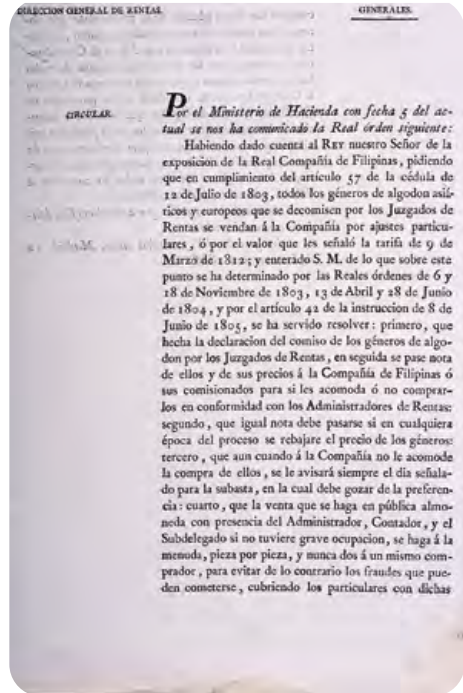 DIRECCION GENERAL DE RENTAS.
GENERALES.
CIRCULAR.
Por el Ministerio de Hacienda con fecha 5 del ac-
tual se nos ha comunicado la Real órden siguiente:
Habiendo dado cuenta al REY nuestro Señor de la
exposicion de la Real Compañía de Filipinas, pidiendo
que en cumplimiento del artículo 57 de la cédula de
12 de Julio de 1803, todos los géneros de algodon asiá-
ticos y europeos que se decomisen por los Juzgados de
Rentas se vendan á la Compañía por ajustes particu-
lares, ó por el valor que les señaló la tarifa de 9 de
Marzo de 1812; y enterado S. M. de lo que sobre este
punto se ha determinado por las Reales órdenes de 6 y
18 de Noviembre de 1803, 13 de Abril y 28 de Junio
de 1804, y por el artículo 42 de la instruccion de 8 de
Junio de 1805, se ha servido resolver: primero, que
hecha la declaracion del comiso de los géneros de algo-
don por los Juzgados de Rentas, en seguida se pase nota
de ellos y de sus precios á la Compañía de Filipinas ó
sus comisionados para si les acomoda ó no comprar-
los en conformidad con los Administradores de Rentas:
segundo, que igual nota debe pasarse si en cualquiera
época del proceso se rebajare el precio de los géneros:
tercero, que aun cuando á la Compañía no le acomode
la compra de ellos, se le avisará siempre el dia señala-
do para la subasta, en la cual debe gozar de la preferen-
cia: cuarto, que la venta que se haga en pública almo-
neda con presencia del Administrador, Contador, y el
Subdelegado si no tuviere grave ocupacion, se haga á la
menuda, pieza por pieza, y nunca dos á un mismo com-
prador, para evitar de lo contrario los fraudes que pue-
den cometerse, cubriendo los particulares con dichas